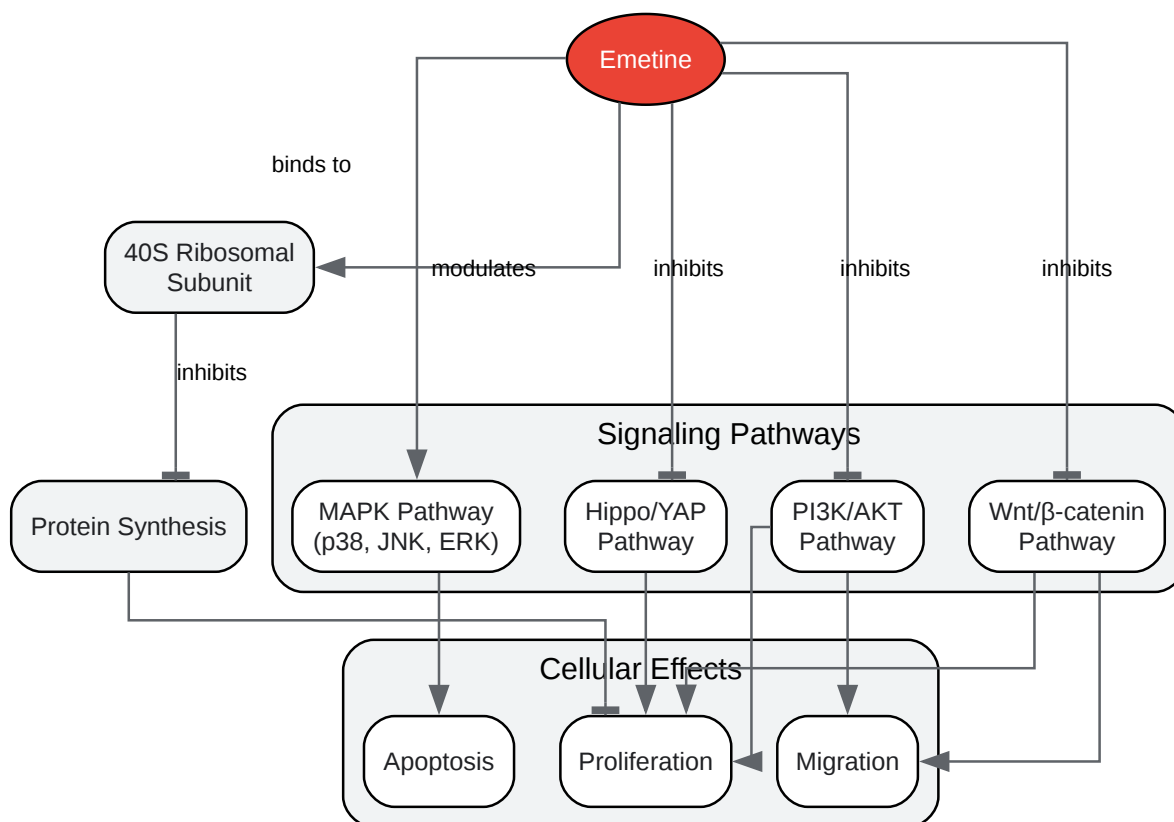 Emetine
binds to
40S Ribosomal
Subunit
modulates
inhibits
inhibits
inhibits
inhibits
Signaling Pathways
Protein Synthesis
MAPK Pathway
(p38, JNK, ERK)
Hippo/YAP
Pathway
PI3K/AKT
Pathway
Wnt/β-catenin
Pathway
Cellular Effects
Apoptosis
Proliferation
Migration